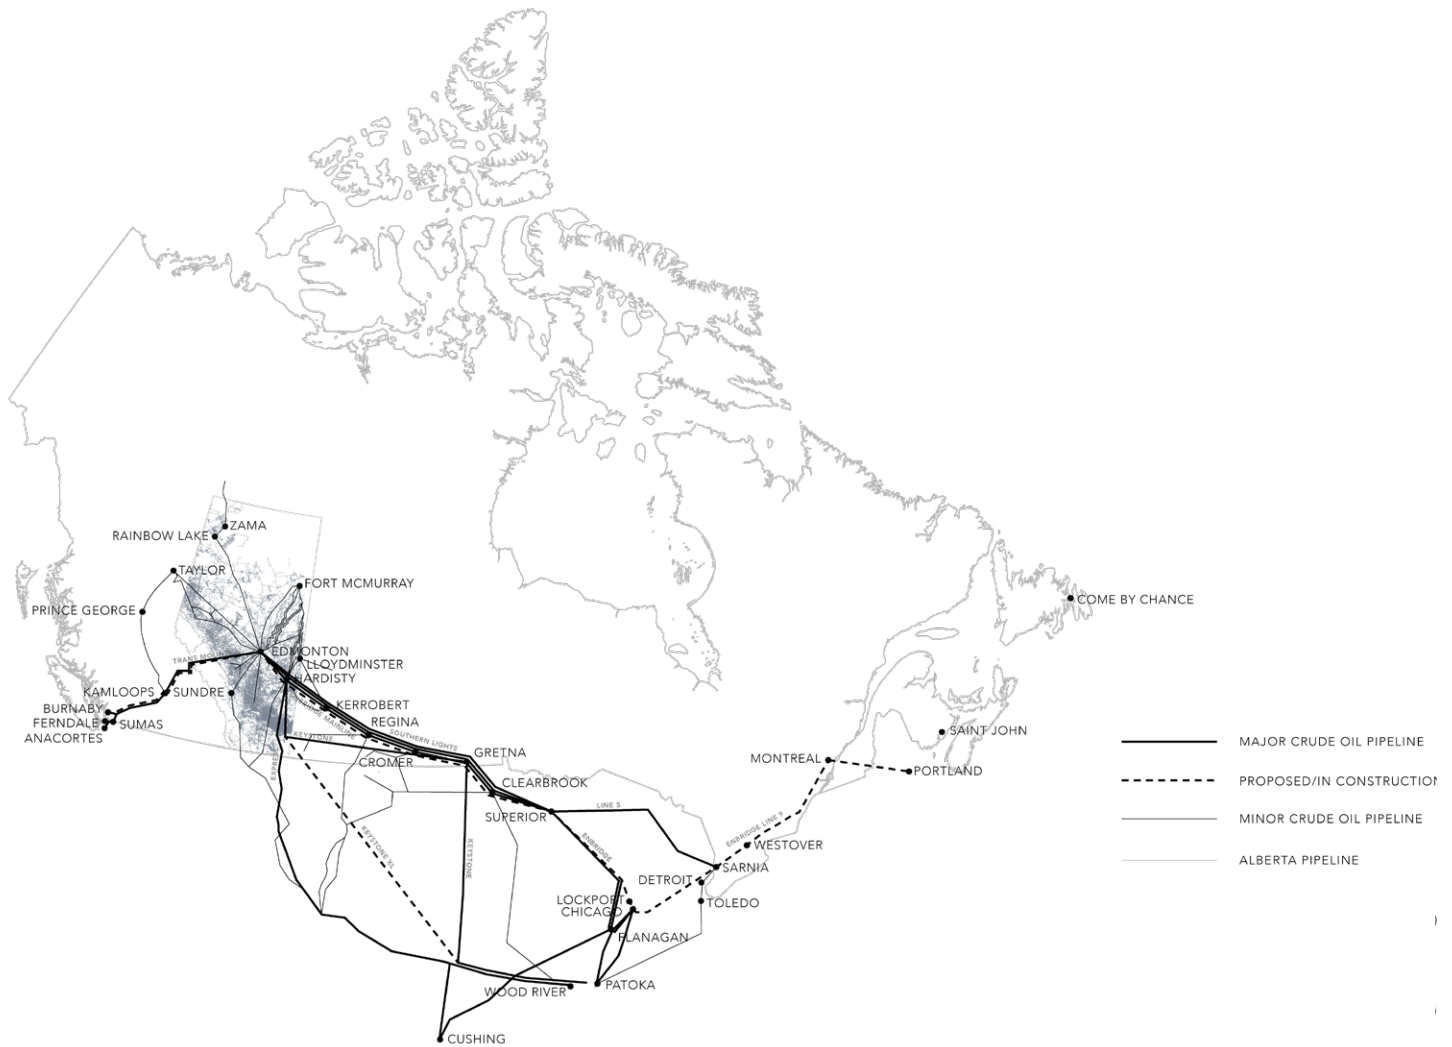 ZAMA
RAINBOW LAKE
TAYLOR
FORT MCMURRAY
PRINCE GEORGE
COME BY CHANCE
EDMONTON
TRANS MOU
LLOYDMINSTER
HARDISTY
KAMLOOPS
SUNDRE
KERROBERT
BURNABY
FERNDALE
SUMAS
ANACORTES
REGINA
MAINLINE
KEYSTONE
SOUTHERN LIGHTS
GRETNA
CROMER
SAINT JOHN
MONTREAL
PORTLAND
CLEARBROOK
SUPERIOR
LINE 5
KEYSTONE XL
KEYSTONE
ENBRIDGE
ENBRIDGE LINE 9
WESTOVER
SARNIA
DETROIT
LOCKPORT
CHICAGO
TOLEDO
FLANAGAN
PATOKA
WOOD RIVER
CUSHING
MAJOR CRUDE OIL PIPELINE
PROPOSED/IN CONSTRUCTION
MINOR CRUDE OIL PIPELINE
ALBERTA PIPELINE